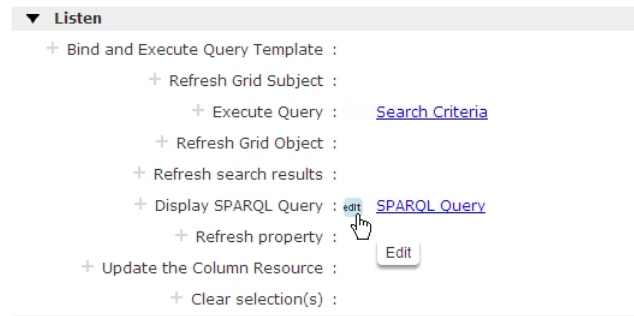 ▼ Listen
+ Bind and Execute Query Template :
+ Refresh Grid Subject :
+ Execute Query : Search Criteria
+ Refresh Grid Object :
+ Refresh search results :
+ Display SPARQL Query : edit SPARQL Query
+ Refresh property :
Edit
+ Update the Column Resource :
+ Clear selection(s) :